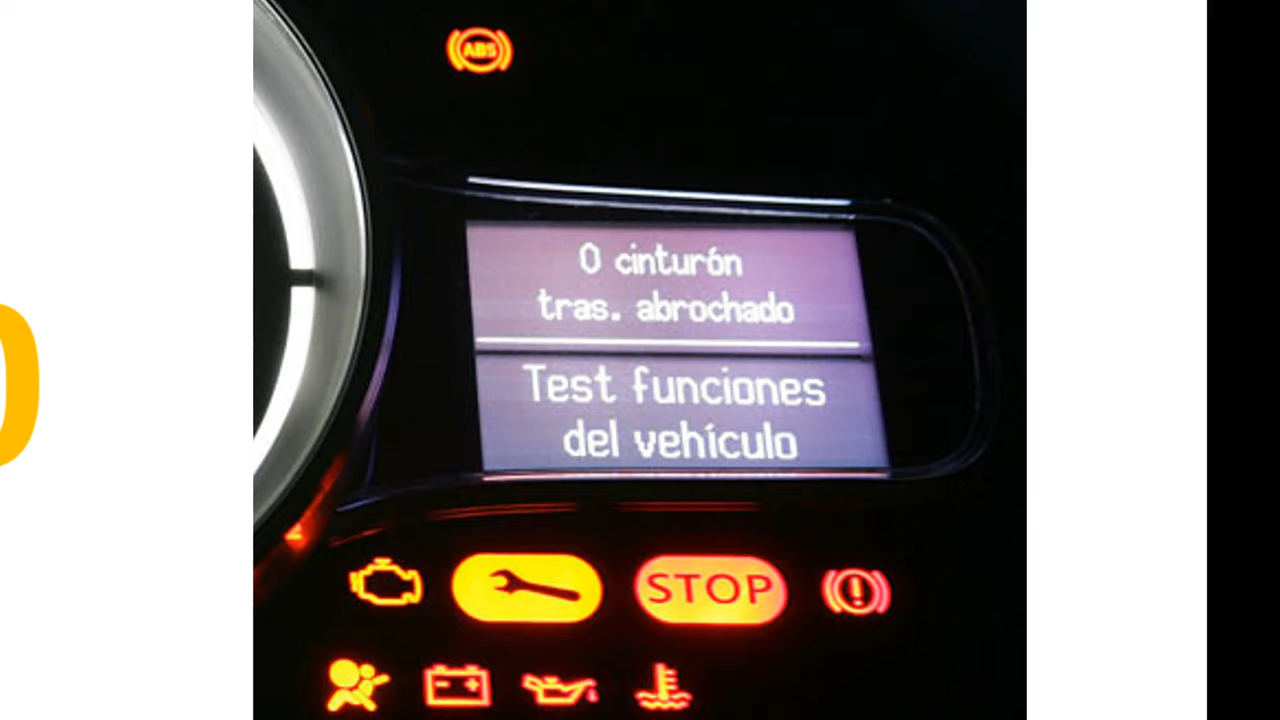 ABS
0 cinturón
tras. abrochado
Test funciones
del vehículo
STOP